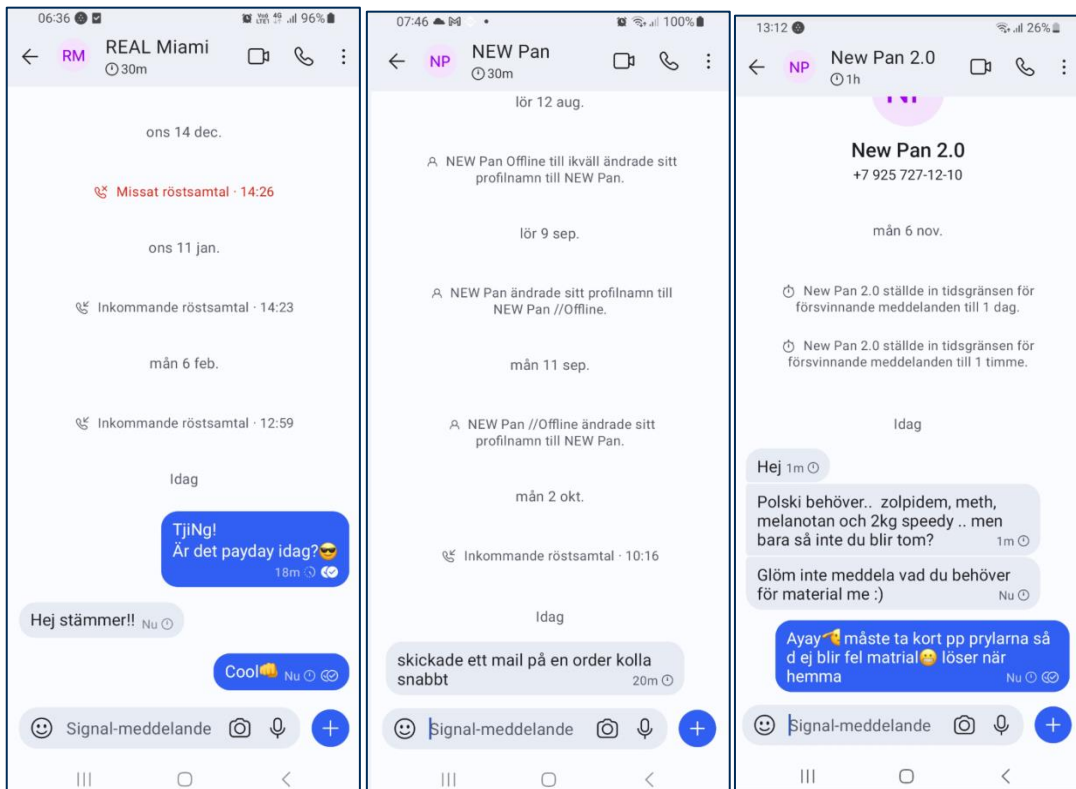 06:36
Voo LTE1 4G 96%
RM
REAL Miami
30m
ons 14 dec.
Missat röstsamtal · 14:26
ons 11 jan.
Inkommande röstsamtal · 14:23
mån 6 feb.
Inkommande röstsamtal · 12:59
Idag
TjiNg!
Är det payday idag?😎
18m
Hej stämmer!! Nu
Cool👊 Nu
Signal-meddelande
07:46
100%
NP
NEW Pan
30m
lör 12 aug.
NEW Pan Offline till ikväll ändrade sitt
profilnamn till NEW Pan.
lör 9 sep.
NEW Pan ändrade sitt profilnamn till
NEW Pan //Offline.
mån 11 sep.
NEW Pan //Offline ändrade sitt
profilnamn till NEW Pan.
mån 2 okt.
Inkommande röstsamtal · 10:16
Idag
skickade ett mail på en order kolla
snabbt 20m
Signal-meddelande
13:12
26%
NP
New Pan 2.0
1h
New Pan 2.0
+7 925 727-12-10
mån 6 nov.
New Pan 2.0 ställde in tidsgränsen för
försvinnande meddelanden till 1 dag.
New Pan 2.0 ställde in tidsgränsen för
försvinnande meddelanden till 1 timme.
Idag
Hej 1m
Polski behöver.. zolpidem, meth,
melanotan och 2kg speedy .. men
bara så inte du blir tom? 1m
Glöm inte meddela vad du behöver
för material me :) Nu
Ayay🫡 måste ta kort pp prylarna så
d ej blir fel matrial😬 löser när
hemma Nu
Signal-meddelande